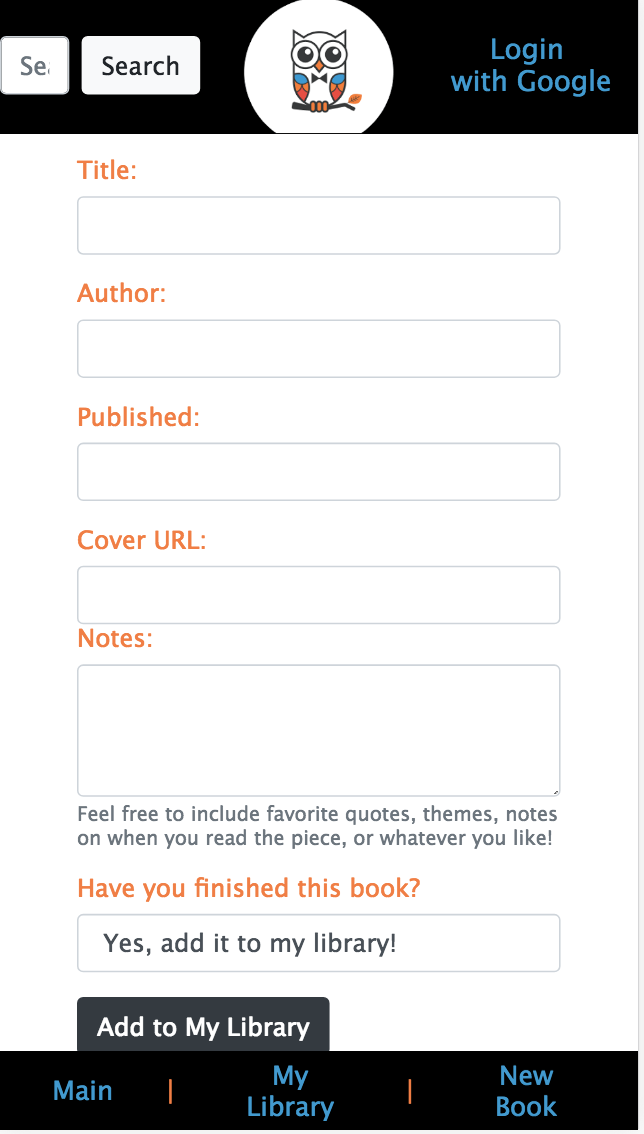 Sea
Search
Login
with Google
Title:
Author:
Published:
Cover URL:
Notes:
Feel free to include favorite quotes, themes, notes
on when you read the piece, or whatever you like!
Have you finished this book?
Yes, add it to my library!
Add to My Library
Main | My Library | New Book